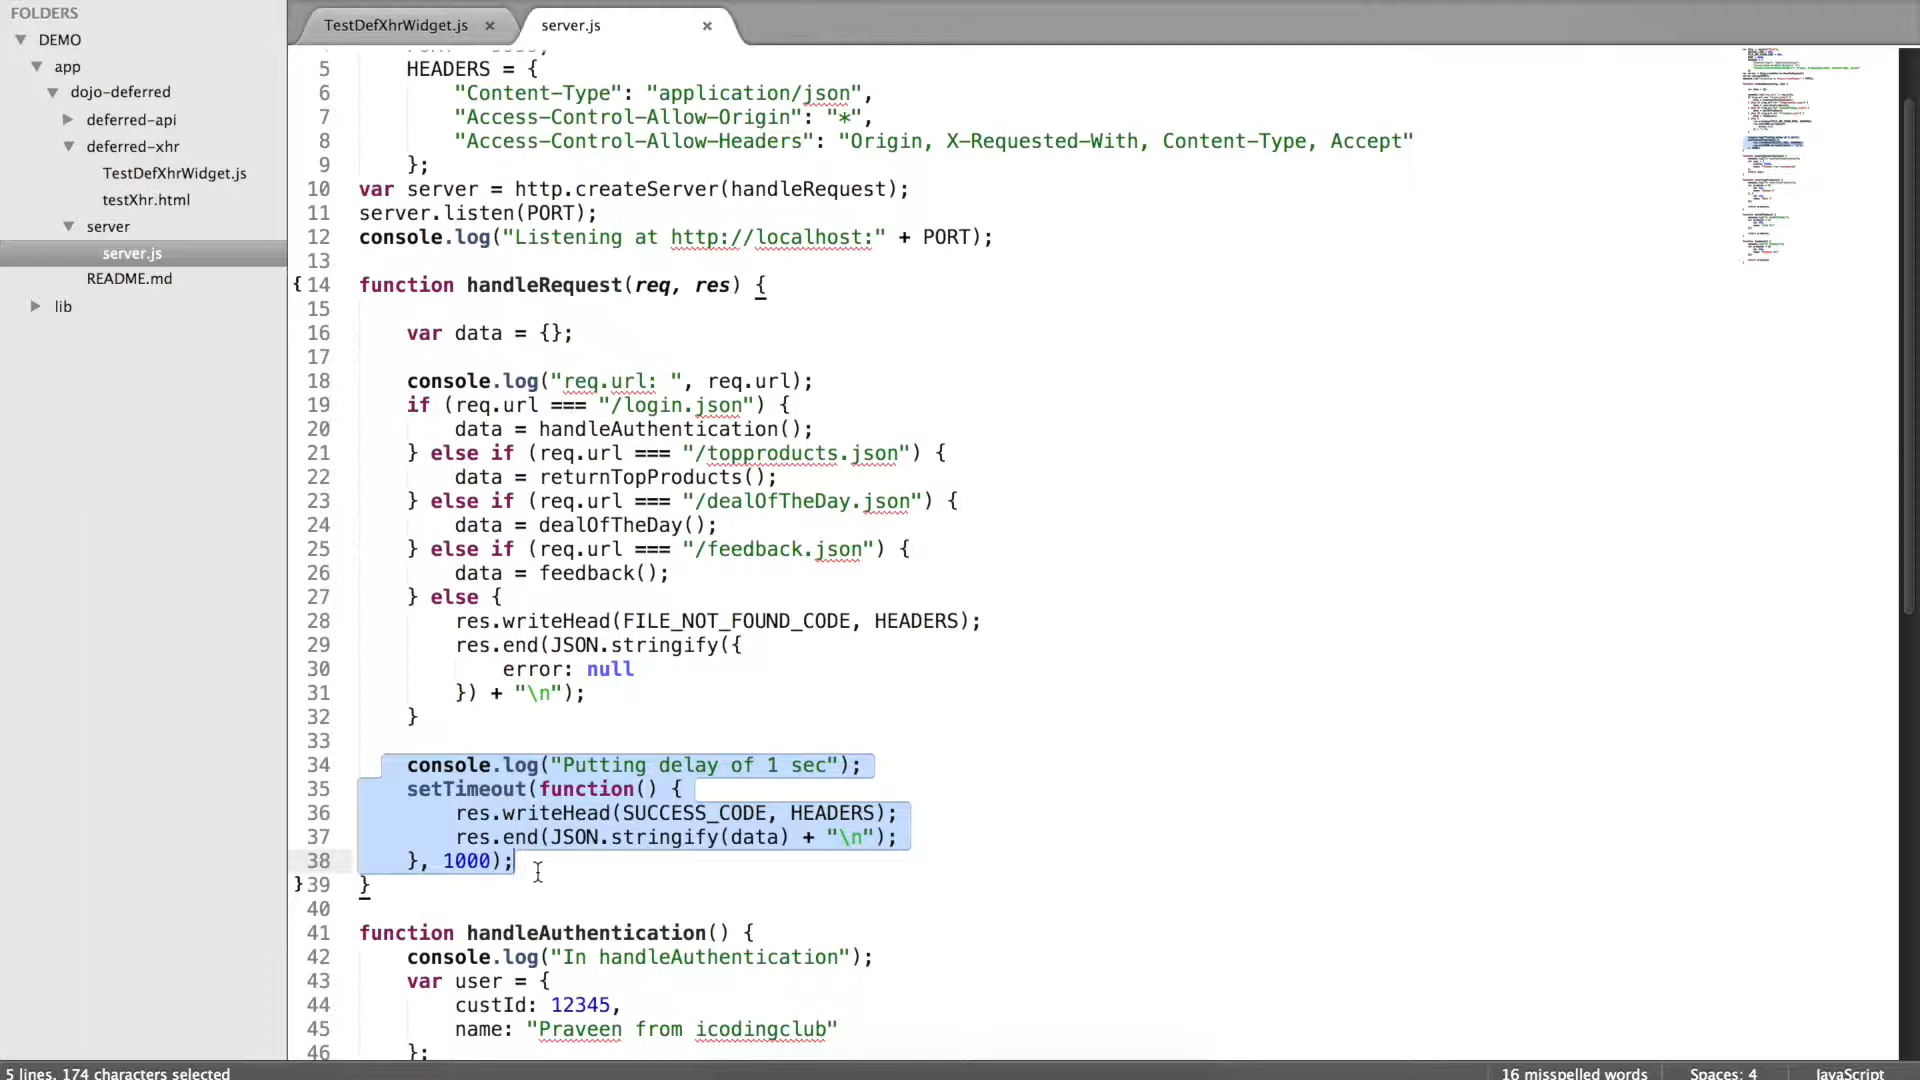 FOLDERS
DEMO
app
dojo-deferred
deferred-api
deferred-xhr
TestDefXhrWidget.js
testXhr.html
server
server.js
README.md
lib
TestDefXhrWidget.js ×
server.js ×
5 HEADERS = {
6 "Content-Type": "application/json",
7 "Access-Control-Allow-Origin": "*",
8 "Access-Control-Allow-Headers": "Origin, X-Requested-With, Content-Type, Accept"
9 };
10 var server = http.createServer(handleRequest);
11 server.listen(PORT);
12 console.log("Listening at http://localhost:" + PORT);
13
{ 14 function handleRequest(req, res) {
15
16 var data = {};
17
18 console.log("req.url: ", req.url);
19 if (req.url === "/login.json") {
20 data = handleAuthentication();
21 } else if (req.url === "/topproducts.json") {
22 data = returnTopProducts();
23 } else if (req.url === "/dealOfTheDay.json") {
24 data = dealOfTheDay();
25 } else if (req.url === "/feedback.json") {
26 data = feedback();
27 } else {
28 res.writeHead(FILE_NOT_FOUND_CODE, HEADERS);
29 res.end(JSON.stringify({
30 error: null
31 }) + "\n");
32 }
33
34 console.log("Putting delay of 1 sec");
35 setTimeout(function() {
36 res.writeHead(SUCCESS_CODE, HEADERS);
37 res.end(JSON.stringify(data) + "\n");
38 }, 1000);
} 39 }
40
41 function handleAuthentication() {
42 console.log("In handleAuthentication");
43 var user = {
44 custId: 12345,
45 name: "Praveen from icodingclub"
46 };
5 lines, 174 characters selected
16 misspelled words
Spaces: 4
JavaScript